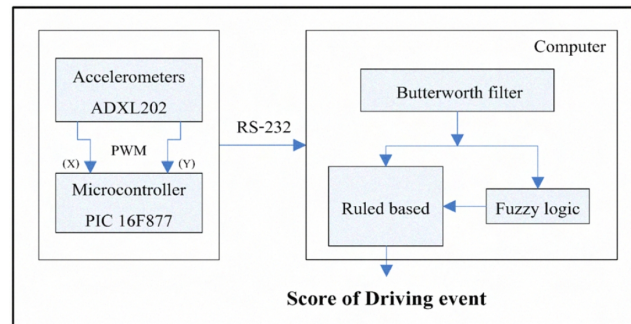 Computer
Accelerometers
ADXL202
Butterworth filter
RS-232
PWM
(X)
(Y)
Microcontroller
PIC 16F877
Ruled based
Fuzzy logic
Score of Driving event